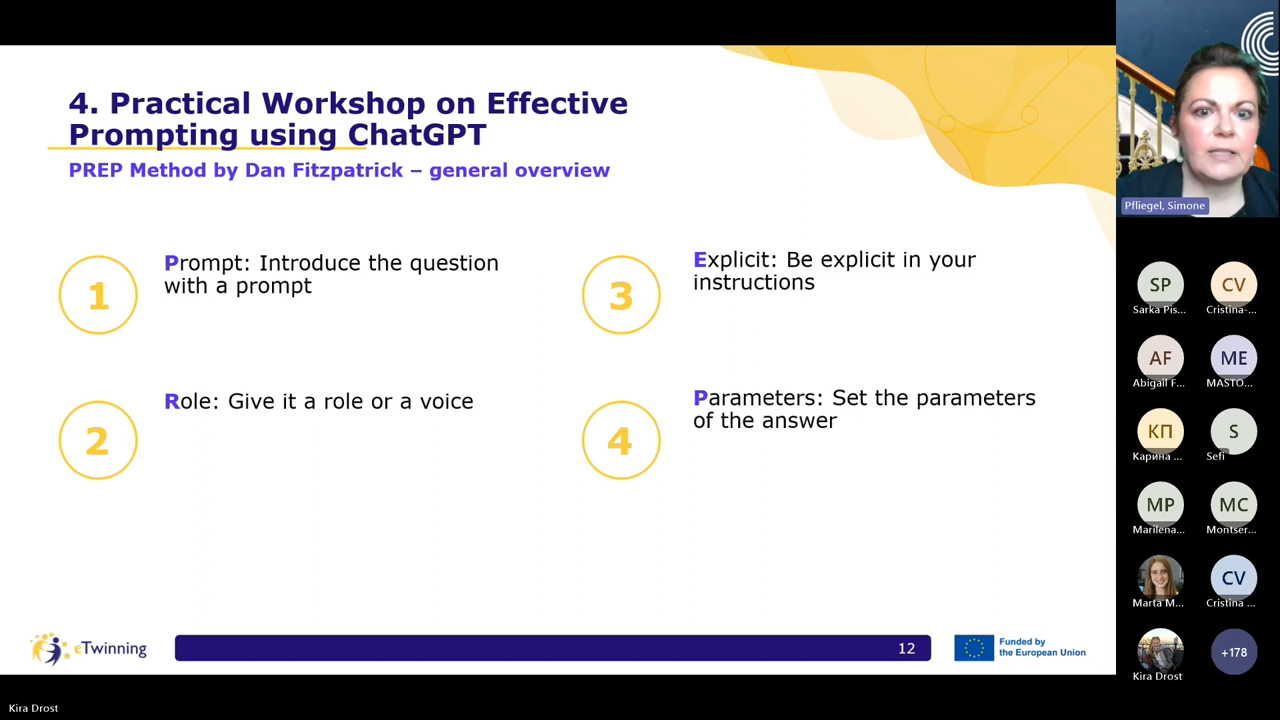 4. Practical Workshop on Effective
Prompting using ChatGPT
PREP Method by Dan Fitzpatrick – general overview
1
Prompt: Introduce the question
with a prompt
2
Role: Give it a role or a voice
3
Explicit: Be explicit in your
instructions
4
Parameters: Set the parameters
of the answer
eTwinning
12
Funded by
the European Union
Pfliegel, Simone
SP
Sarka Pis...
CV
Cristina-...
AF
Abigail F...
ME
MASTO...
КП
Карина ...
S
Sefi
MP
Marilena...
MC
Montser...
Marta M...
CV
Cristina ...
Kira Drost
+178
Kira Drost